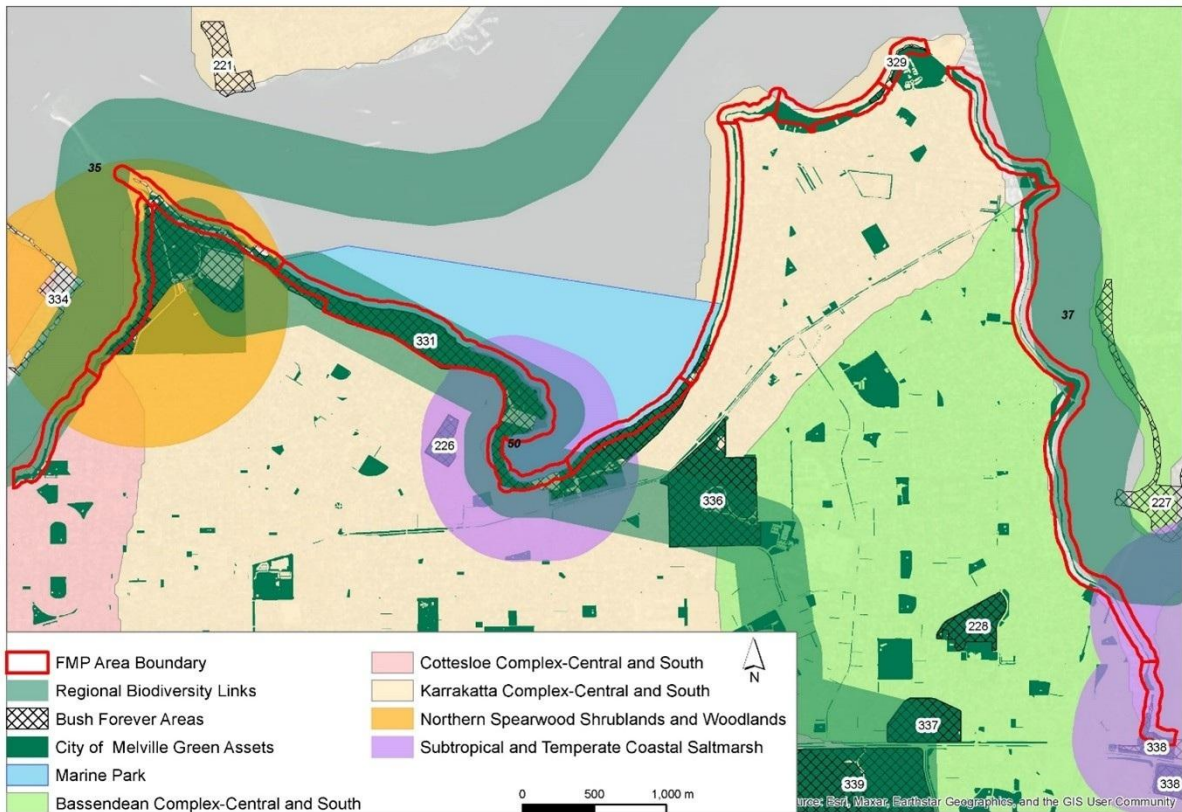 221
329
35
334
37
331
226
50
227
336
228
337
338
338
339
FMP Area Boundary
Regional Biodiversity Links
Bush Forever Areas
City of Melville Green Assets
Marine Park
Bassendean Complex-Central and South
Cottesloe Complex-Central and South
Karrakatta Complex-Central and South
Northern Spearwood Shrublands and Woodlands
Subtropical and Temperate Coastal Saltmarsh
N
0 500 1,000 m
urce: Esri, Maxar, Earthstar Geographics, and the GIS User Community